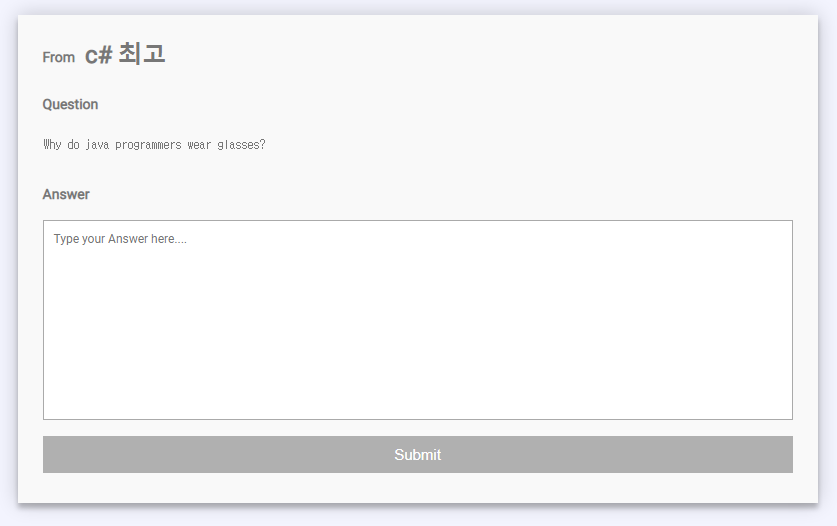 From c# 최고
Question
Why do java programmers wear glasses?
Answer
Type your Answer here....
Submit